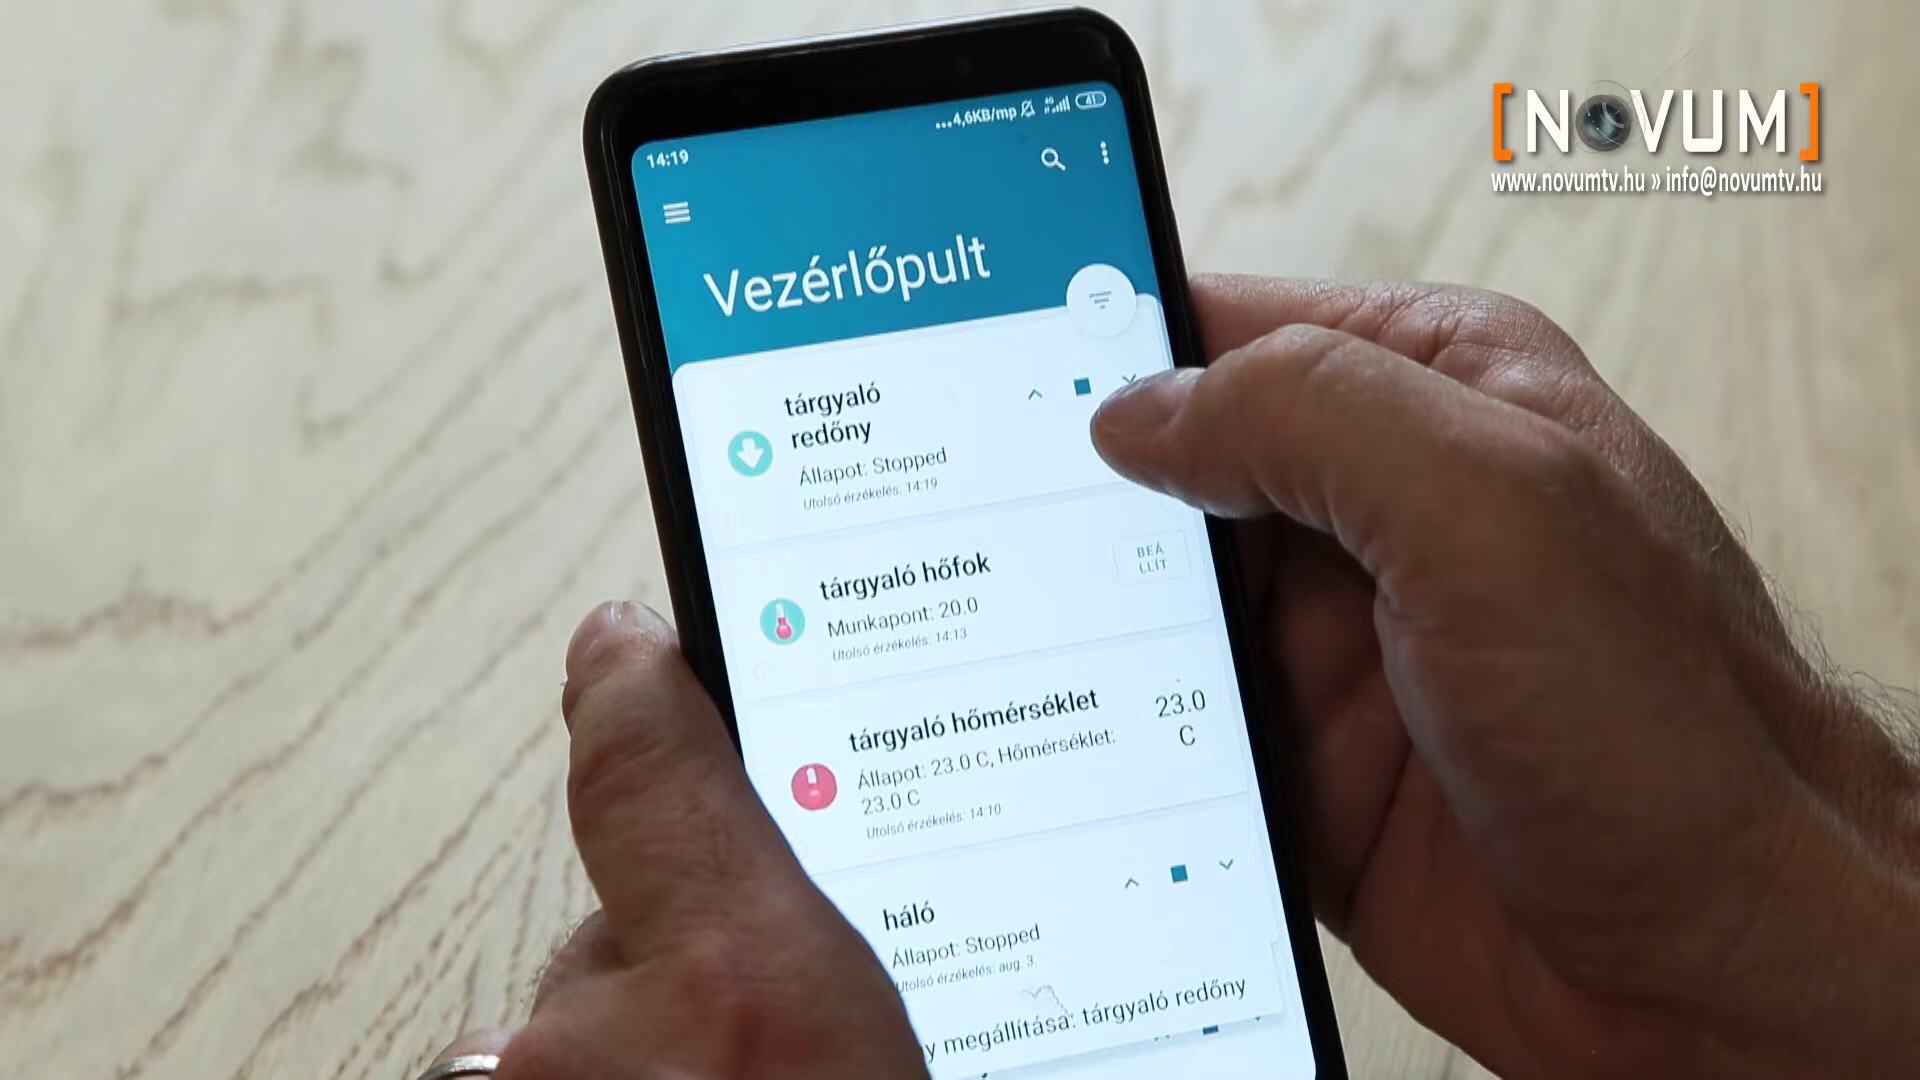 [NOVUM]
www.novumtv.hu » info@novumtv.hu
14:19
...4,6KB/mp
4G
41
Vezérlőpult
tárgyaló
redőny
Állapot: Stopped
Utolsó érzékelés: 14:19
tárgyaló hőfok
Munkapont: 20.0
Utolsó érzékelés: 14:13
BEÁ
LLÍT
tárgyaló hőmérséklet
Állapot: 23.0 C, Hőmérséklet:
23.0 C
Utolsó érzékelés: 14:10
23.0
C
háló
Állapot: Stopped
Utolsó érzékelés: aug. 3.
y megállítása: tárgyaló redőny